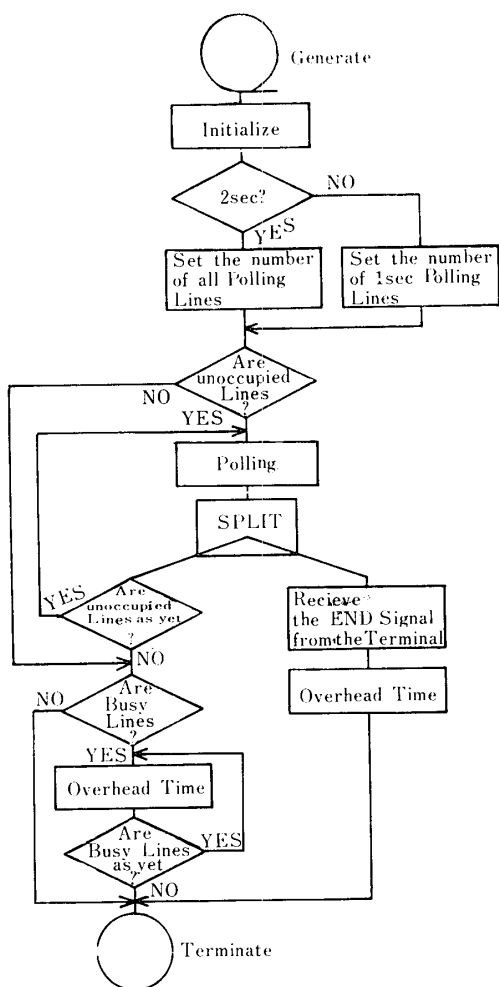 Generate
Initialize
2sec?
NO
YES
Set the number
of all Polling
Lines
Set the number
of 1sec Polling
Lines
Are
unoccupied
Lines
?
NO
YES
Polling
SPLIT
YES
Are
unoccupied
Lines as yet
?
NO
Recieve
the END Signal
from the Terminal
Overhead Time
NO
Are
Busy
Lines
?
YES
Overhead Time
Are
Busy Lines
as yet
?
YES
NO
Terminate